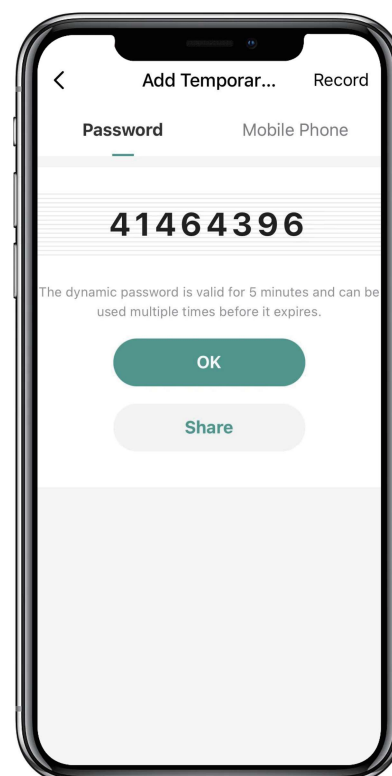 Add Temporar... Record
Password Mobile Phone
41464396
The dynamic password is valid for 5 minutes and can be
used multiple times before it expires.
OK
Share